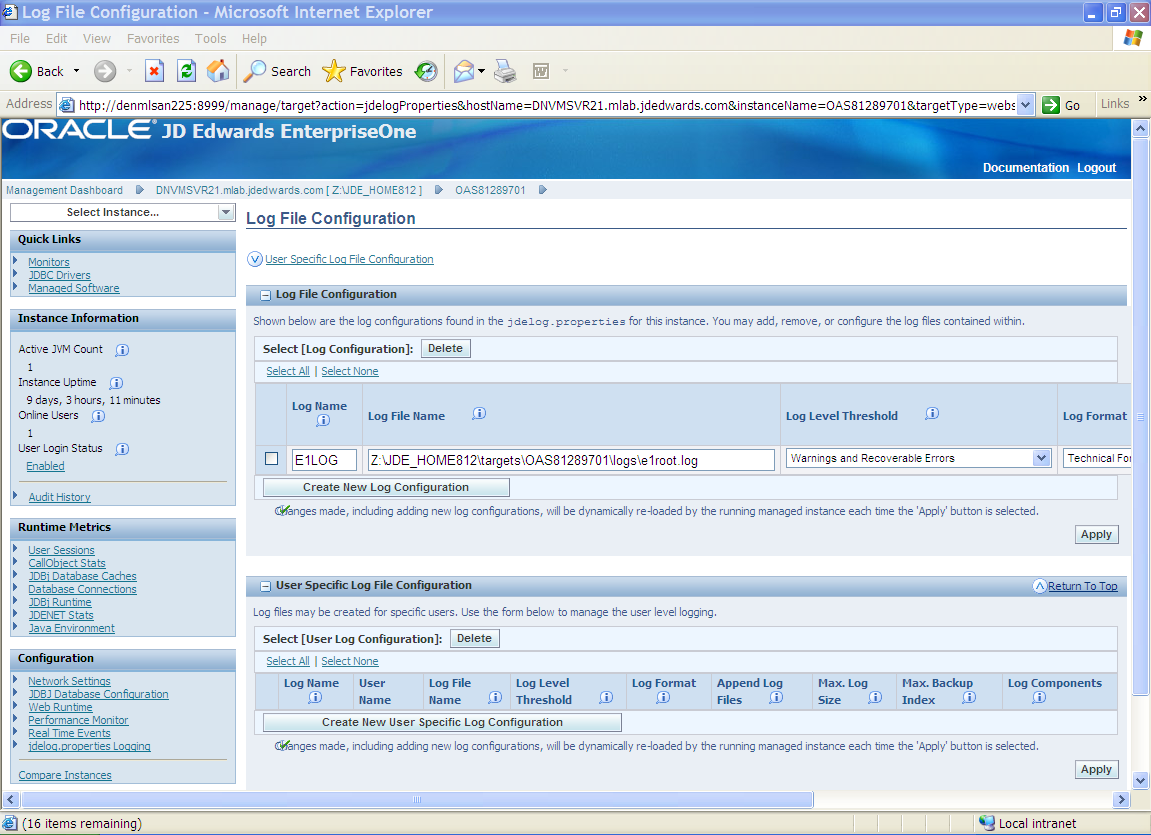 Log File Configuration - Microsoft Internet Explorer
File Edit View Favorites Tools Help
Back Search Favorites
Address http://denmlsan225:8999/manage/target?action=jdelogProperties&hostName=DNVMSVR21.mlab.jdedwards.com&instanceName=OAS81289701&targetType=webs Go Links »
ORACLE® JD Edwards EnterpriseOne
Documentation Logout
Management Dashboard DNVMSVR21.mlab.jdedwards.com [ Z:\JDE_HOME812 ] OAS81289701
Select Instance...
Quick Links
Monitors
JDBC Drivers
Managed Software
Instance Information
Active JVM Count
1
Instance Uptime
9 days, 3 hours, 11 minutes
Online Users
1
User Login Status
Enabled
Audit History
Runtime Metrics
User Sessions
CallObject Stats
JDBj Database Caches
Database Connections
JDBj Runtime
JDENET Stats
Java Environment
Configuration
Network Settings
JDBJ Database Configuration
Web Runtime
Performance Monitor
Real Time Events
jdelog.properties Logging
Compare Instances
Log File Configuration
User Specific Log File Configuration
Log File Configuration
Shown below are the log configurations found in the jdelog.properties for this instance. You may add, remove, or configure the log files contained within.
Select [Log Configuration]: Delete
Select All | Select None
Log Name Log File Name Log Level Threshold Log Format
E1LOG Z:\JDE_HOME812\targets\OAS81289701\logs\e1root.log Warnings and Recoverable Errors Technical For
Create New Log Configuration
Changes made, including adding new log configurations, will be dynamically re-loaded by the running managed instance each time the 'Apply' button is selected.
Apply
User Specific Log File Configuration Return To Top
Log files may be created for specific users. Use the form below to manage the user level logging.
Select [User Log Configuration]: Delete
Select All | Select None
Log Name User Name Log File Name Log Level Threshold Log Format Append Log Files Max. Log Size Max. Backup Index Log Components
Create New User Specific Log Configuration
Changes made, including adding new log configurations, will be dynamically re-loaded by the running managed instance each time the 'Apply' button is selected.
Apply
(16 items remaining) Local intranet